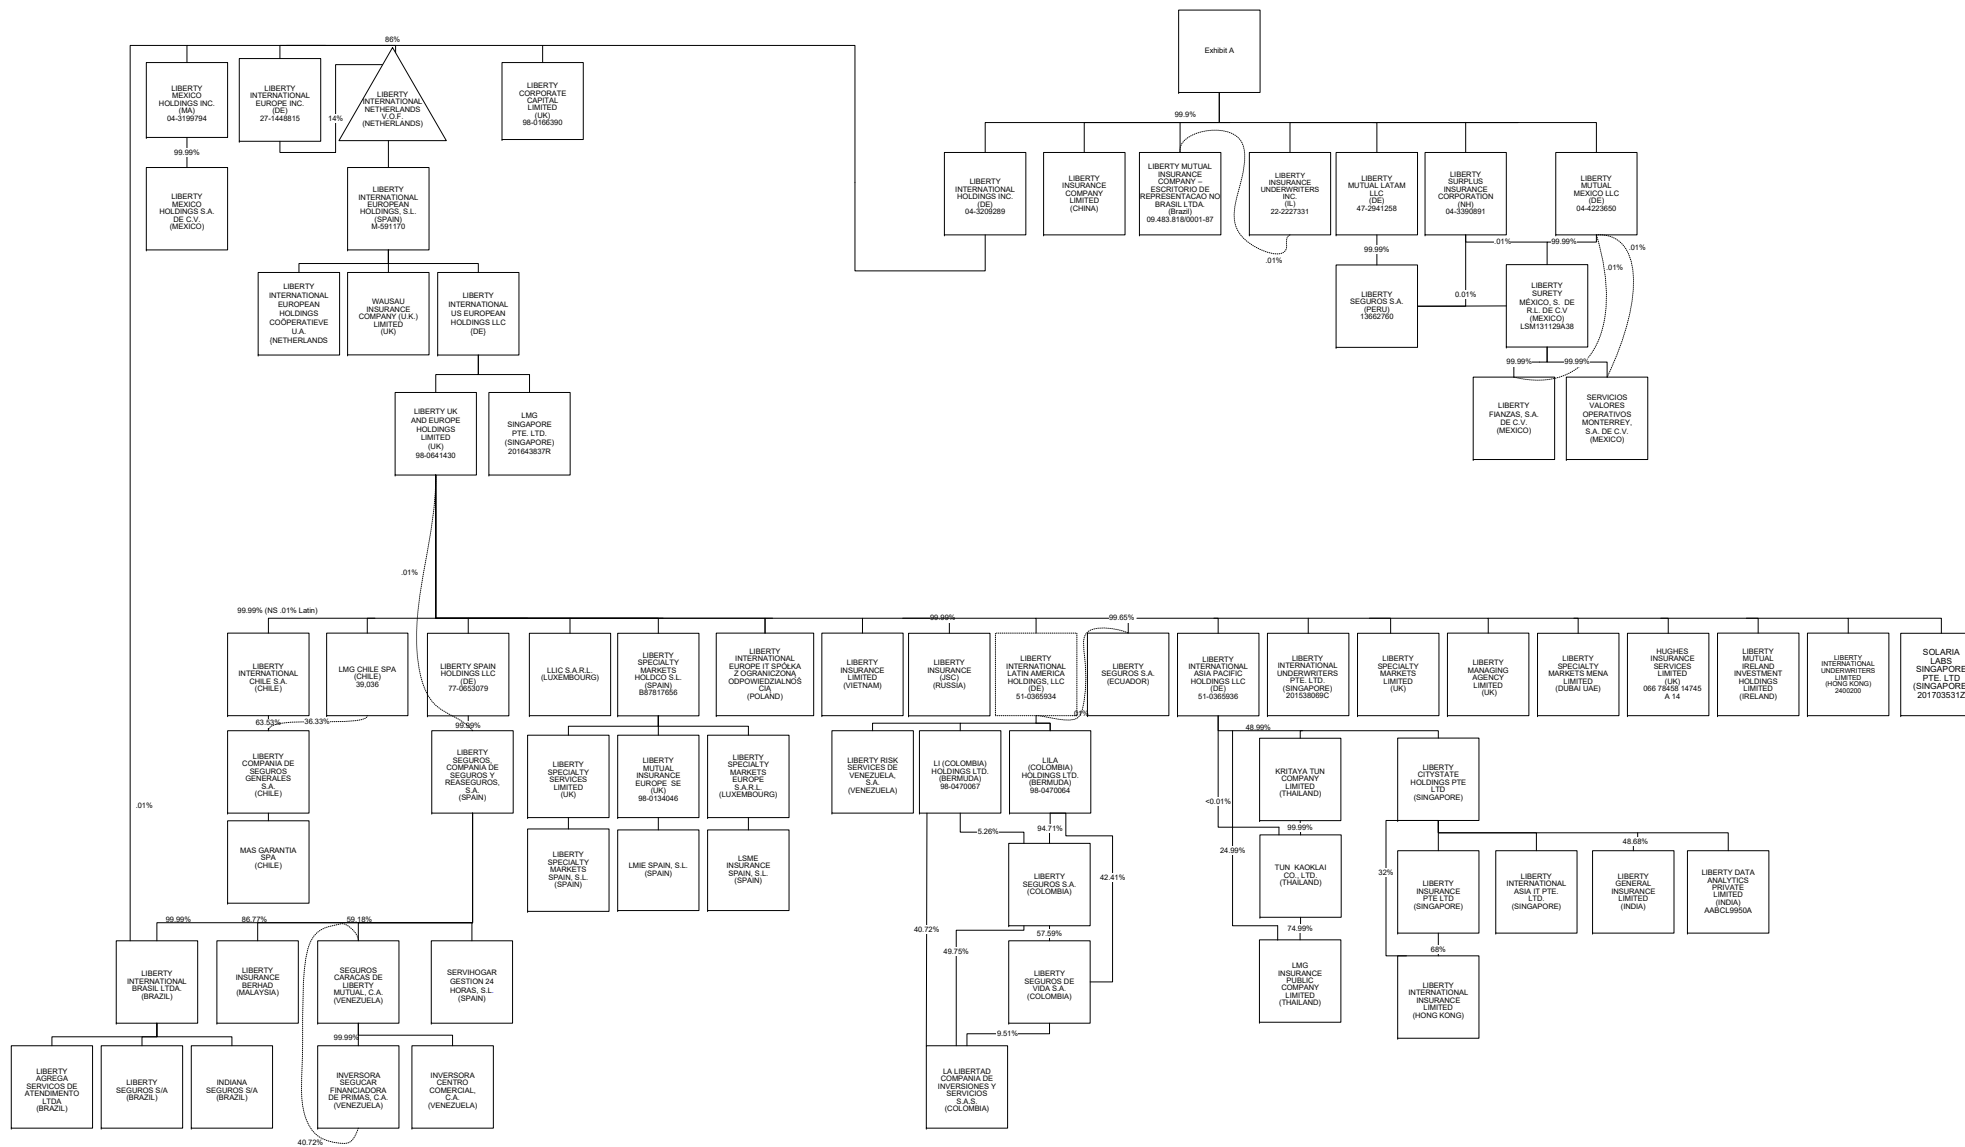 Exhibit A
86%
LIBERTY
MEXICO
HOLDINGS INC.
(MA)
04-3199794
LIBERTY
INTERNATIONAL
EUROPE INC.
(DE)
27-1448815
14%
LIBERTY
INTERNATIONAL
NETHERLANDS
V.O.F.
(NETHERLANDS)
LIBERTY
CORPORATE
CAPITAL
LIMITED
(UK)
98-0166390
99.9%
99.99%
LIBERTY
MEXICO
HOLDINGS S.A.
DE C.V.
(MEXICO)
LIBERTY
INTERNATIONAL
EUROPEAN
HOLDINGS, S.L.
(SPAIN)
M-591170
LIBERTY
INTERNATIONAL
HOLDINGS INC.
(DE)
04-3209289
LIBERTY
INSURANCE
COMPANY
LIMITED
(CHINA)
LIBERTY MUTUAL
INSURANCE
COMPANY –
ESCRITORIO DE
REPRESENTACAO NO
BRASIL LTDA.
(Brazil)
09.483.818/0001-87
LIBERTY
INSURANCE
UNDERWRITERS
INC.
(IL)
22-2227331
LIBERTY
MUTUAL LATAM
LLC
(DE)
47-2941258
LIBERTY
SURPLUS
INSURANCE
CORPORATION
(NH)
04-3390891
LIBERTY
MUTUAL
MEXICO LLC
(DE)
04-4223650
.01%
99.99%
.01%
99.99%
.01%
.01%
LIBERTY
INTERNATIONAL
EUROPEAN
HOLDINGS
COÖPERATIEVE
U.A.
(NETHERLANDS
WAUSAU
INSURANCE
COMPANY (U.K.)
LIMITED
(UK)
LIBERTY
INTERNATIONAL
US EUROPEAN
HOLDINGS LLC
(DE)
LIBERTY
SEGUROS S.A.
(PERU)
13662760
0.01%
LIBERTY
SURETY
MÉXICO, S. DE
R.L. DE C.V
(MEXICO)
LSM131129A38
99.99%
99.99%
LIBERTY UK
AND EUROPE
HOLDINGS
LIMITED
(UK)
98-0641430
LMG
SINGAPORE
PTE. LTD.
(SINGAPORE)
201643837R
LIBERTY
FIANZAS, S.A.
DE C.V.
(MEXICO)
SERVICIOS
VALORES
OPERATIVOS
MONTERREY,
S.A. DE C.V.
(MEXICO)
.01%
99.99% (NS .01% Latin)
99.99%
99.65%
LIBERTY
INTERNATIONAL
CHILE S.A.
(CHILE)
LMG CHILE SPA
(CHILE)
39,036
LIBERTY SPAIN
HOLDINGS LLC
(DE)
77-0653079
LLIC S.A.R.L.
(LUXEMBOURG)
LIBERTY
SPECIALTY
MARKETS
HOLDCO S.L.
(SPAIN)
B87817656
LIBERTY
INTERNATIONAL
EUROPE IT SPÓŁKA
Z OGRANICZONĄ
ODPOWIEDZIALNOŚ
CIĄ
(POLAND)
LIBERTY
INSURANCE
LIMITED
(VIETNAM)
LIBERTY
INSURANCE
(JSC)
(RUSSIA)
LIBERTY
INTERNATIONAL
LATIN AMERICA
HOLDINGS, LLC
(DE)
51-0365934
LIBERTY
SEGUROS S.A.
(ECUADOR)
LIBERTY
INTERNATIONAL
ASIA PACIFIC
HOLDINGS LLC
(DE)
51-0365936
LIBERTY
INTERNATIONAL
UNDERWRITERS
PTE. LTD.
(SINGAPORE)
201538069C
LIBERTY
SPECIALTY
MARKETS
LIMITED
(UK)
LIBERTY
MANAGING
AGENCY
LIMITED
(UK)
LIBERTY
SPECIALTY
MARKETS MENA
LIMITED
(DUBAI UAE)
HUGHES
INSURANCE
SERVICES
LIMITED
(UK)
066 78458 14745
A 14
LIBERTY
MUTUAL
IRELAND
INVESTMENT
HOLDINGS
LIMITED
(IRELAND)
LIBERTY
INTERNATIONAL
UNDERWRITERS
LIMITED
(HONG KONG)
2400200
SOLARIA
LABS
SINGAPORE
PTE. LTD
(SINGAPORE)
201703531Z
63.53%
36.33%
99.99%
.01%
48.99%
LIBERTY
COMPANIA DE
SEGUROS
GENERALES
S.A.
(CHILE)
LIBERTY
SEGUROS,
COMPANIA DE
SEGUROS Y
REASEGUROS,
S.A.
(SPAIN)
LIBERTY
SPECIALTY
SERVICES
LIMITED
(UK)
LIBERTY
MUTUAL
INSURANCE
EUROPE SE
(UK)
98-0134046
LIBERTY
SPECIALTY
MARKETS
EUROPE
S.A.R.L.
(LUXEMBOURG)
LIBERTY RISK
SERVICES DE
VENEZUELA,
S.A.
(VENEZUELA)
LI (COLOMBIA)
HOLDINGS LTD.
(BERMUDA)
98-0470067
LILA
(COLOMBIA)
HOLDINGS LTD.
(BERMUDA)
98-0470064
KRITAYA TUN
COMPANY
LIMITED
(THAILAND)
LIBERTY
CITYSTATE
HOLDINGS PTE
LTD
(SINGAPORE)
.01%
<0.01%
5.26%
94.71%
99.99%
24.99%
48.68%
MAS GARANTIA
SPA
(CHILE)
LIBERTY
SPECIALTY
MARKETS
SPAIN, S.L.
(SPAIN)
LMIE SPAIN, S.L.
(SPAIN)
LSME
INSURANCE
SPAIN, S.L.
(SPAIN)
LIBERTY
SEGUROS S.A.
(COLOMBIA)
42.41%
TUN KAOKLAI
CO., LTD.
(THAILAND)
32%
LIBERTY
INSURANCE
PTE LTD
(SINGAPORE)
LIBERTY
INTERNATIONAL
ASIA IT PTE.
LTD.
(SINGAPORE)
LIBERTY
GENERAL
INSURANCE
LIMITED
(INDIA)
LIBERTY DATA
ANALYTICS
PRIVATE
LIMITED
(INDIA)
AABCL9950A
99.99%
86.77%
59.18%
40.72%
49.75%
57.59%
74.99%
68%
LIBERTY
INTERNATIONAL
BRASIL LTDA.
(BRAZIL)
LIBERTY
INSURANCE
BERHAD
(MALAYSIA)
SEGUROS
CARACAS DE
LIBERTY
MUTUAL, C.A.
(VENEZUELA)
SERVIHOGAR
GESTION 24
HORAS, S.L.
(SPAIN)
LIBERTY
SEGUROS DE
VIDA S.A.
(COLOMBIA)
LMG
INSURANCE
PUBLIC
COMPANY
LIMITED
(THAILAND)
LIBERTY
INTERNATIONAL
INSURANCE
LIMITED
(HONG KONG)
99.99%
9.51%
LIBERTY
AGREGA
SERVICOS DE
ATENDIMENTO
LTDA
(BRAZIL)
LIBERTY
SEGUROS S/A
(BRAZIL)
INDIANA
SEGUROS S/A
(BRAZIL)
INVERSORA
SEGUCAR
FINANCIADORA
DE PRIMAS, C.A.
(VENEZUELA)
INVERSORA
CENTRO
COMERCIAL,
C.A.
(VENEZUELA)
LA LIBERTAD
COMPANIA DE
INVERSIONES Y
SERVICIOS
S.A.S.
(COLOMBIA)
40.72%